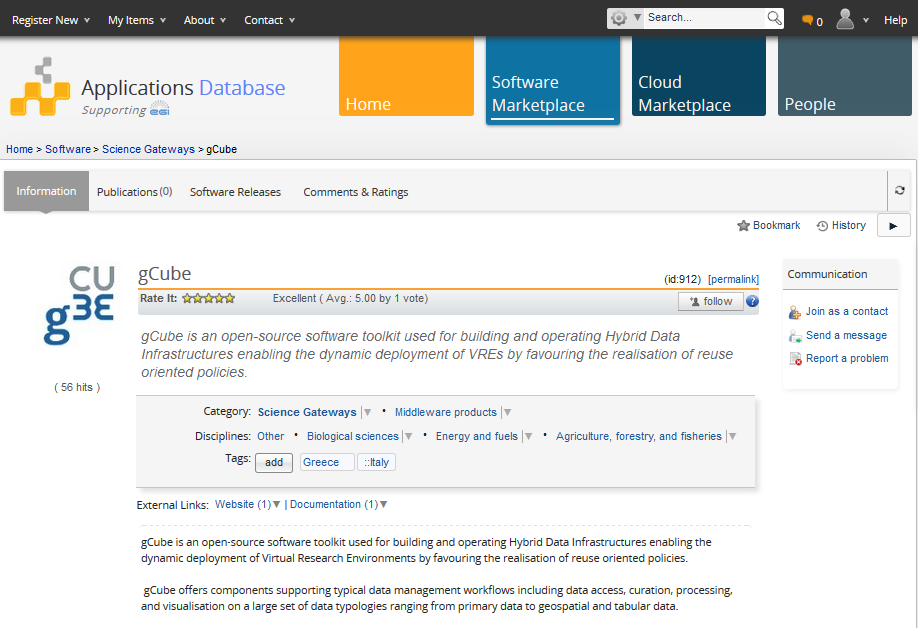 Register New My Items About Contact Search... 0 Help
Applications Database
Supporting EGI
Home
Software
Marketplace
Cloud
Marketplace
People
Home > Software > Science Gateways > gCube
Information Publications (0) Software Releases Comments & Ratings
Bookmark History
CU
g3E
( 56 hits )
gCube
(id:912) [permalink]
Rate It: Excellent ( Avg.: 5.00 by 1 vote)
follow ?
gCube is an open-source software toolkit used for building and operating Hybrid Data
Infrastructures enabling the dynamic deployment of VREs by favouring the realisation of reuse
oriented policies.
Category: Science Gateways • Middleware products
Disciplines: Other • Biological sciences • Energy and fuels • Agriculture, forestry, and fisheries
Tags: add Greece ::Italy
External Links: Website (1) | Documentation (1)
gCube is an open-source software toolkit used for building and operating Hybrid Data Infrastructures enabling the
dynamic deployment of Virtual Research Environments by favouring the realisation of reuse oriented policies.
gCube offers components supporting typical data management workflows including data access, curation, processing,
and visualisation on a large set of data typologies ranging from primary data to geospatial and tabular data.
Communication
Join as a contact
Send a message
Report a problem